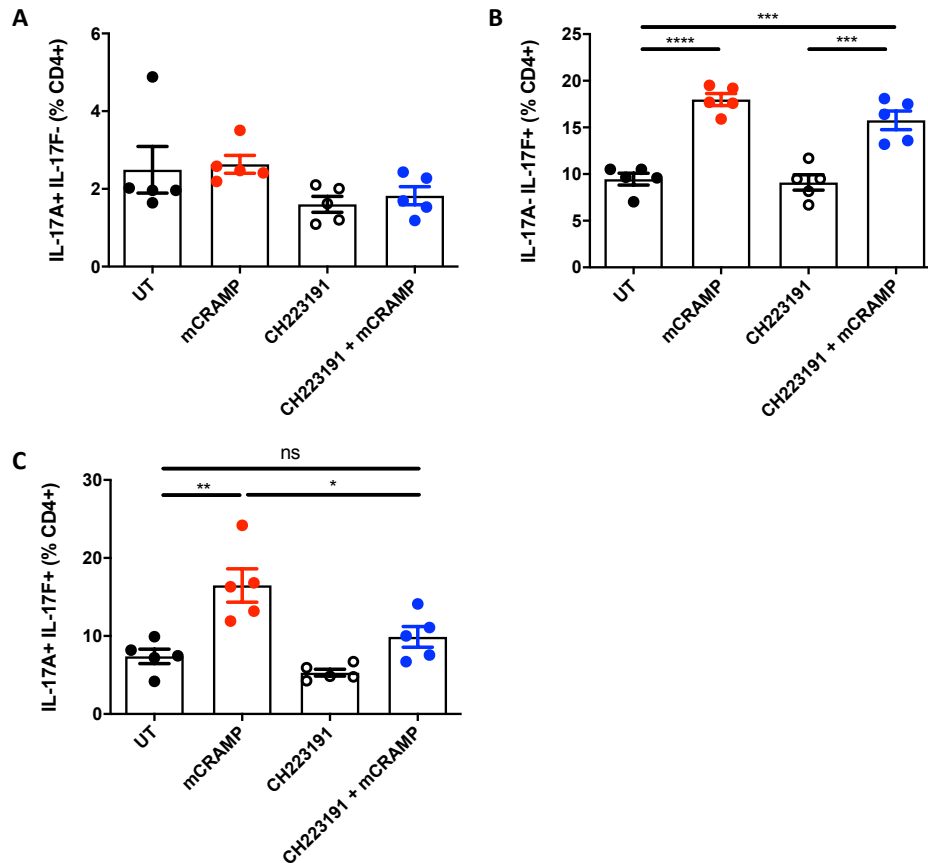 A
IL-17A+ IL-17F- (% CD4+)
6
4
2
0
UT
mCRAMP
CH223191
CH223191 + mCRAMP
B
IL-17A- IL-17F+ (% CD4+)
25
20
15
10
5
0
***
****
***
UT
mCRAMP
CH223191
CH223191 + mCRAMP
C
IL-17A+ IL-17F+ (% CD4+)
30
20
10
0
ns
**
*
UT
mCRAMP
CH223191
CH223191 + mCRAMP